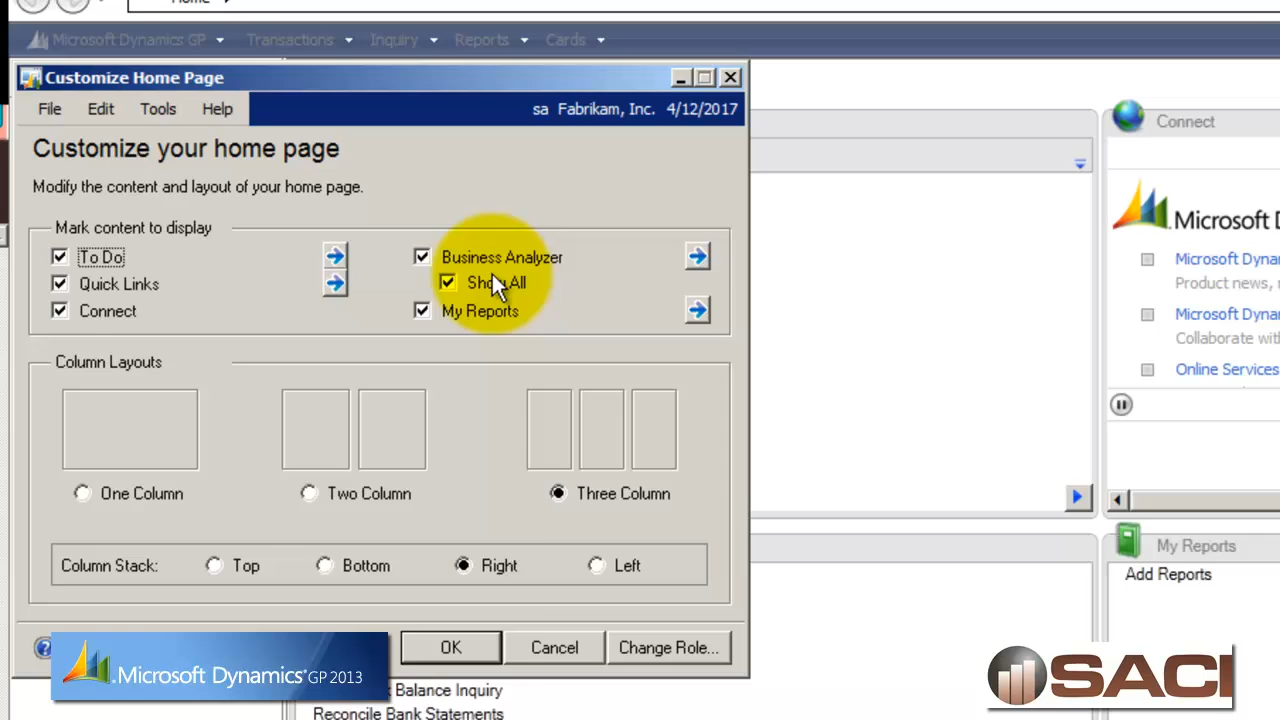 Home
Microsoft Dynamics GP Transactions Inquiry Reports Cards
Customize Home Page
File Edit Tools Help sa Fabrikam, Inc. 4/12/2017
Customize your home page
Modify the content and layout of your home page.
Mark content to display
To Do Business Analyzer
Quick Links Show All
Connect My Reports
Column Layouts
One Column Two Column Three Column
Column Stack: Top Bottom Right Left
OK Cancel Change Role...
Microsoft Dynamics GP 2013
Balance Inquiry
Reconcile Bank Statements
Connect
Microsoft D
Microsoft Dyna
Product news, r
Microsoft Dyna
Collaborate wit
Online Services
My Reports
Add Reports
SACI